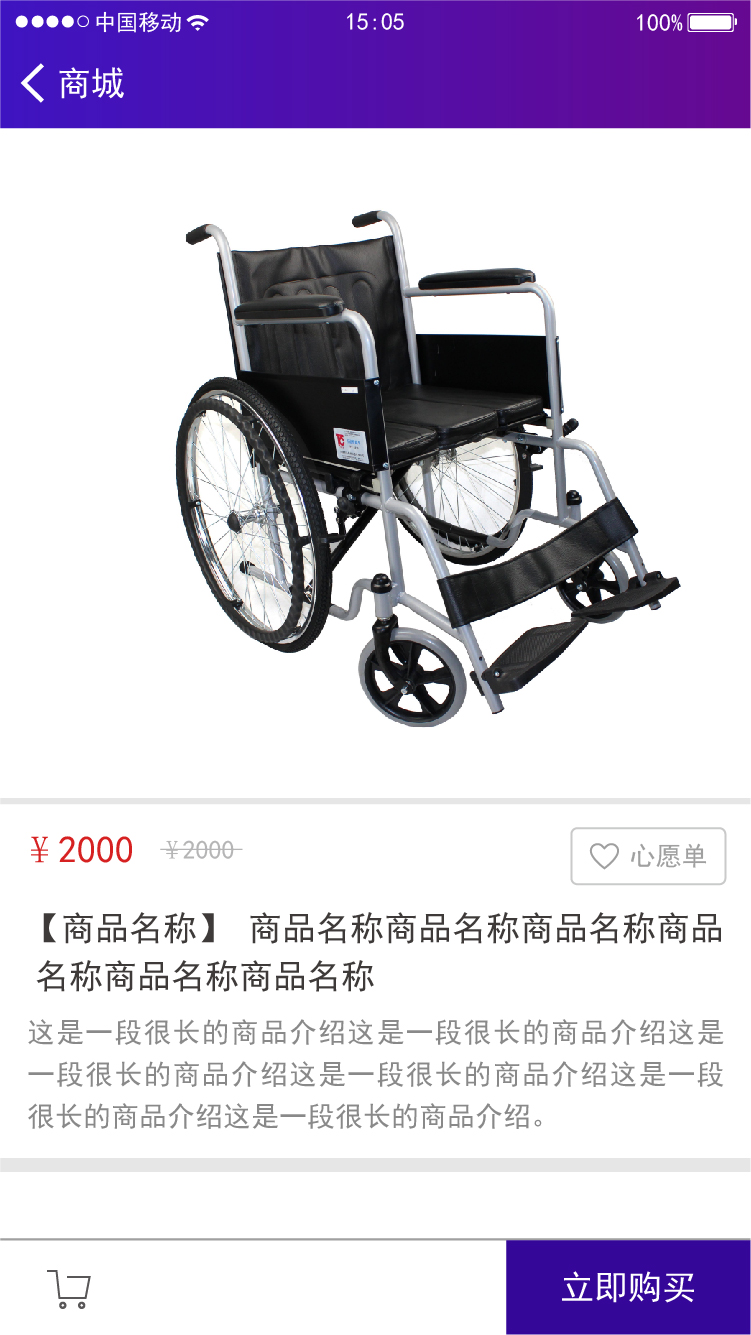 中国移动 15:05 100%
商城
￥2000 ￥2000 心愿单
【商品名称】 商品名称商品名称商品名称商品
名称商品名称商品名称
这是一段很长的商品介绍这是一段很长的商品介绍这是
一段很长的商品介绍这是一段很长的商品介绍这是一段
很长的商品介绍这是一段很长的商品介绍。
立即购买